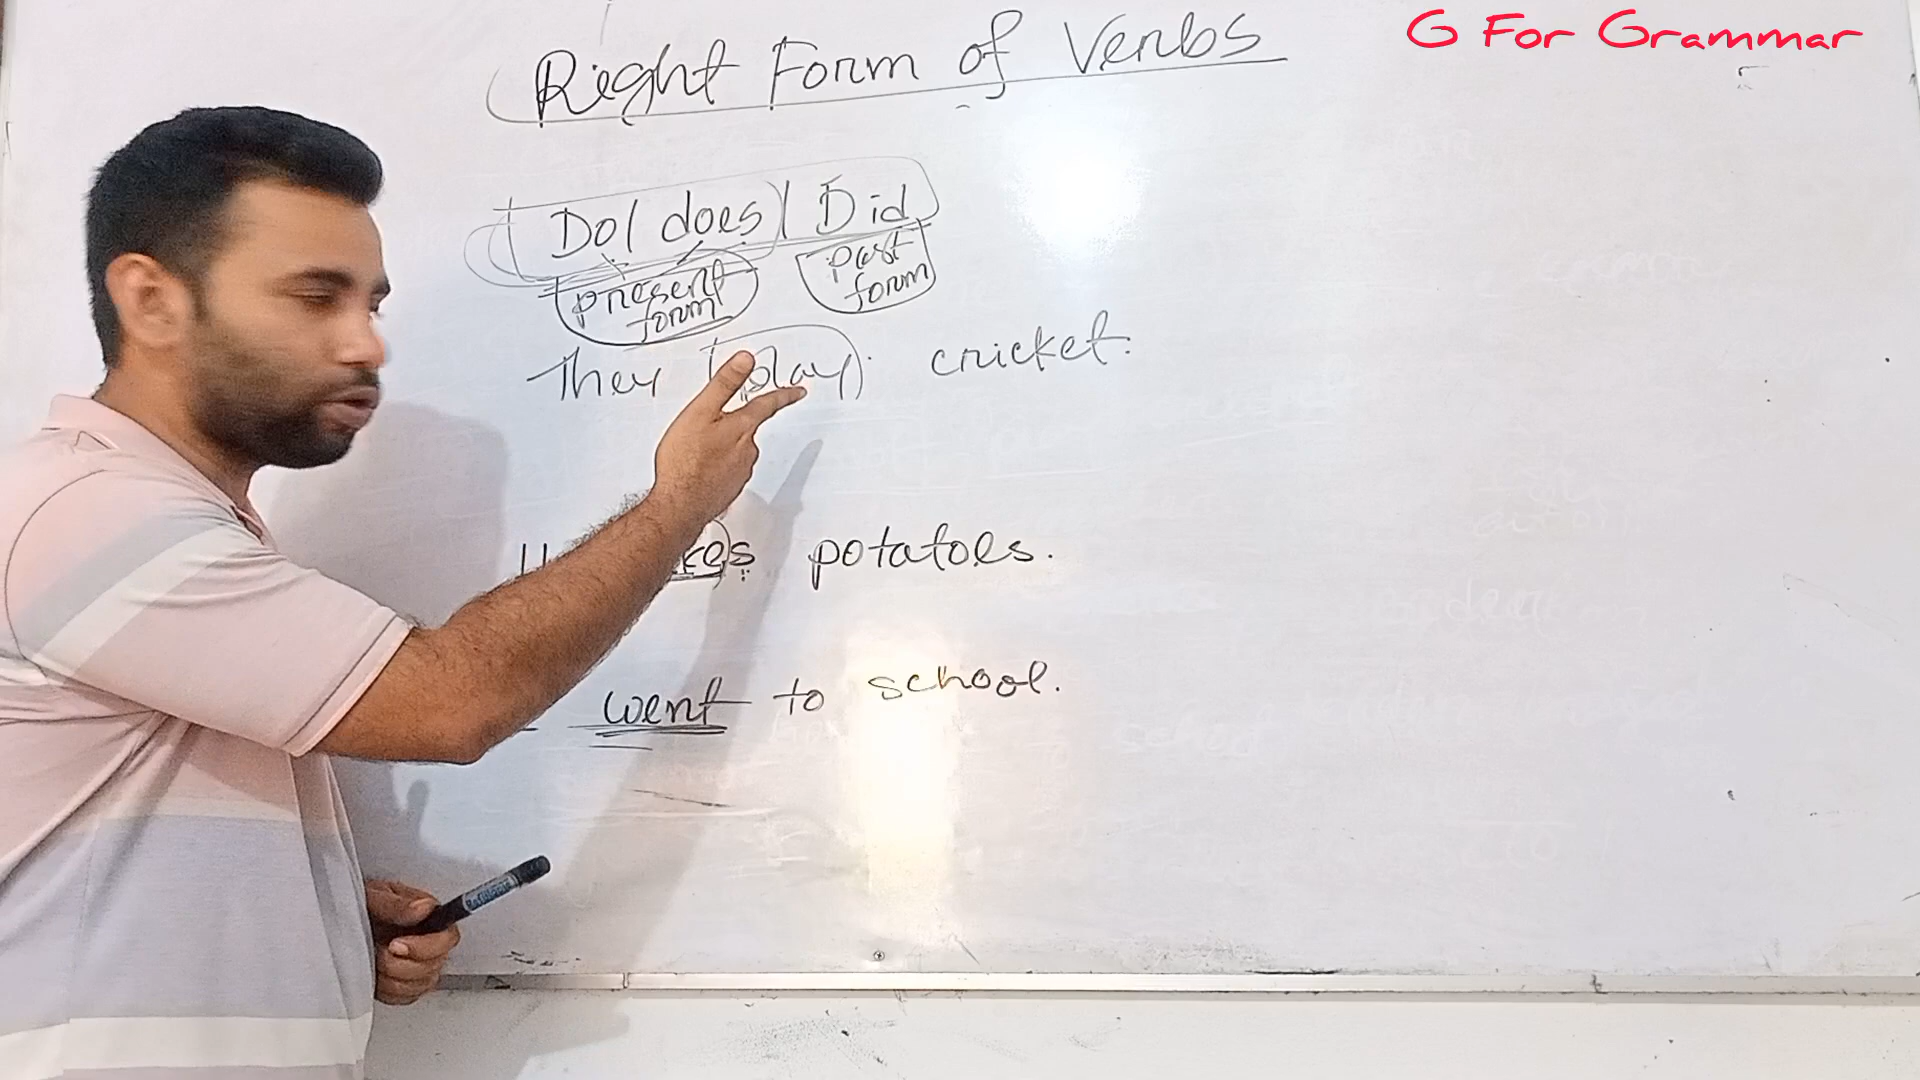 G For Grammar
Right Form of Verbs
Do/ does/ Did
present form
past form
They play cricket.
potatoes.
went to school.